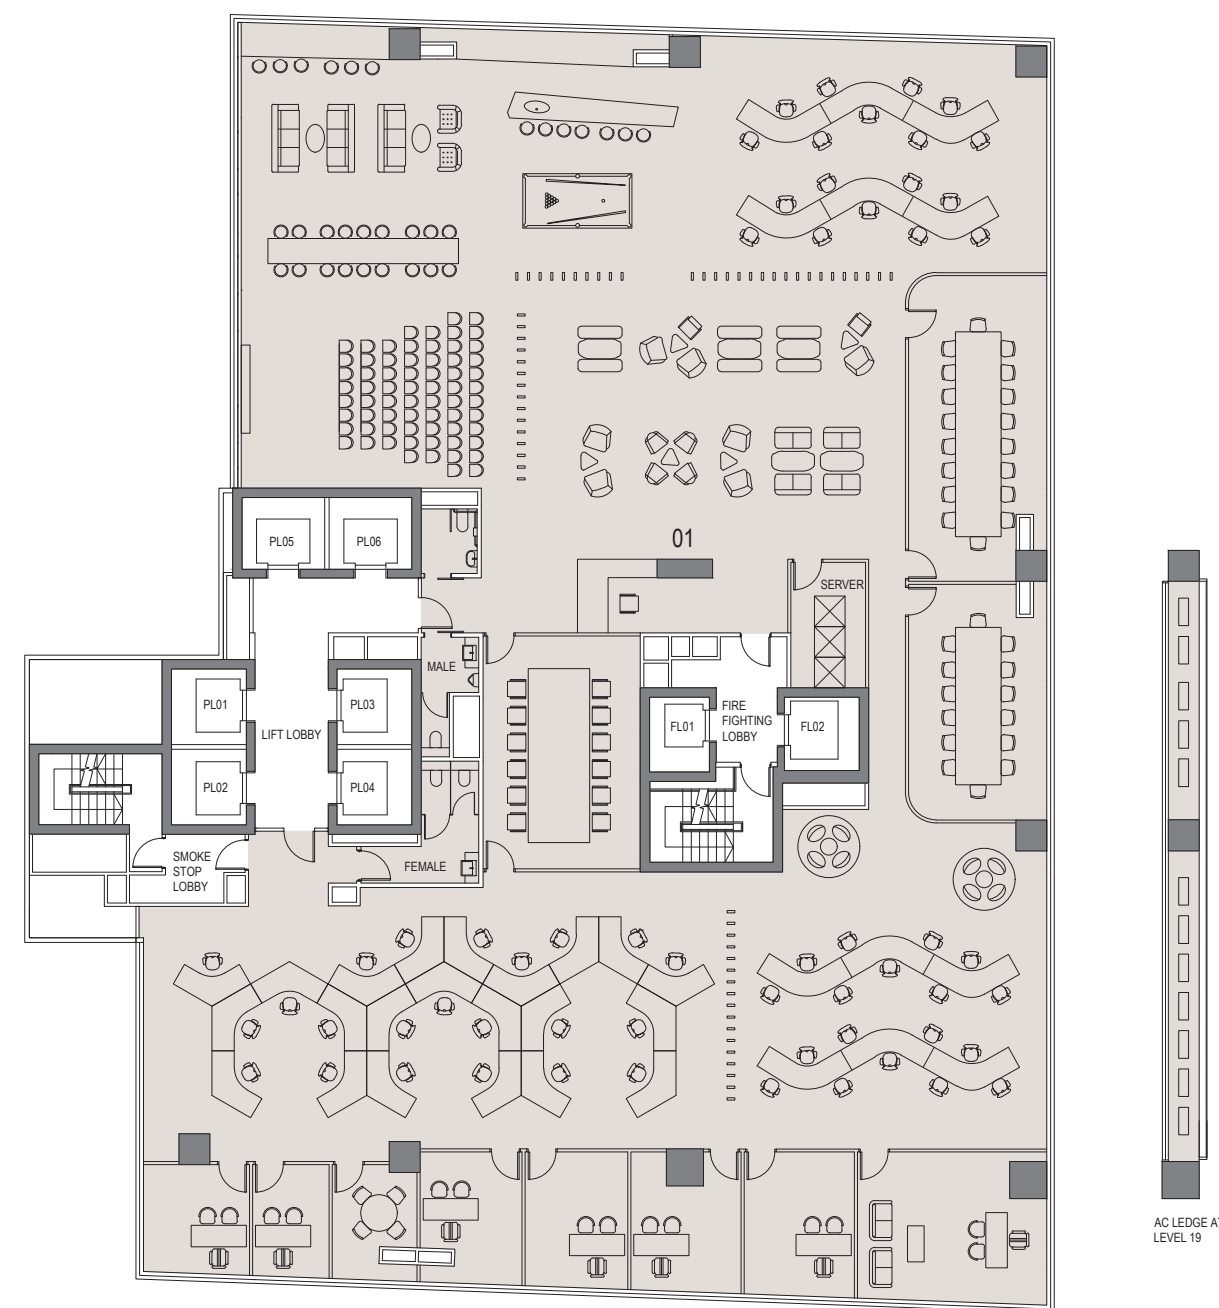 01
PL05
PL06
SERVER
MALE
PL01
PL03
LIFT LOBBY
FIRE
FIGHTING
LOBBY
FL01
FL02
PL02
PL04
SMOKE
STOP
LOBBY
FEMALE
AC LEDGE AT
LEVEL 19